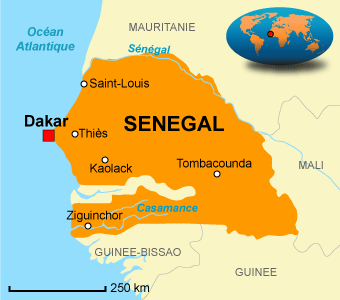 Océan
Atlantique
MAURITANIE
Sénégal
Saint-Louis
Dakar
Thiès
SENEGAL
Kaolack
Tombacounda
MALI
Ziguinchor
Casamance
GUINEE-BISSAO
GUINEE
250 km